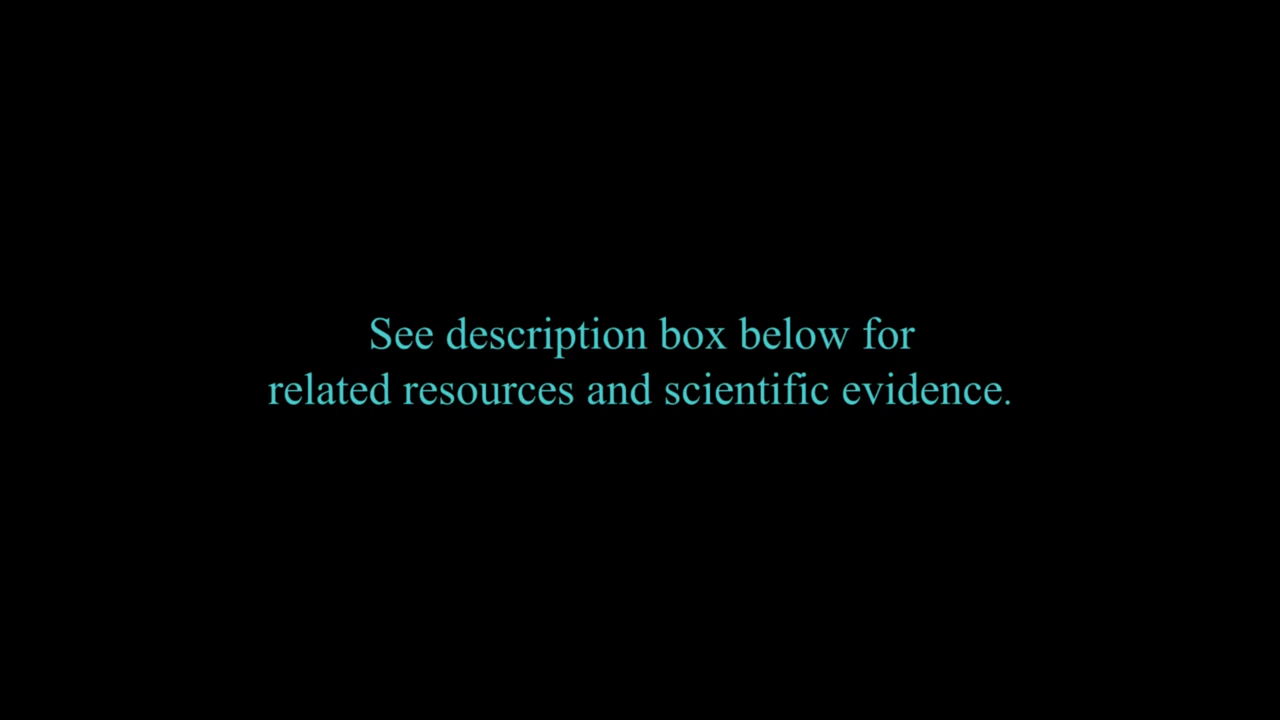 See description box below for
related resources and scientific evidence.